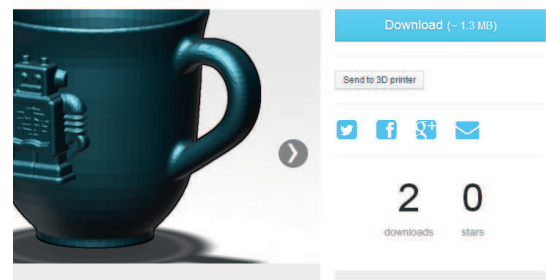 Download (~ 1.3 MB)
Send to 3D printer
2 0
downloads stars